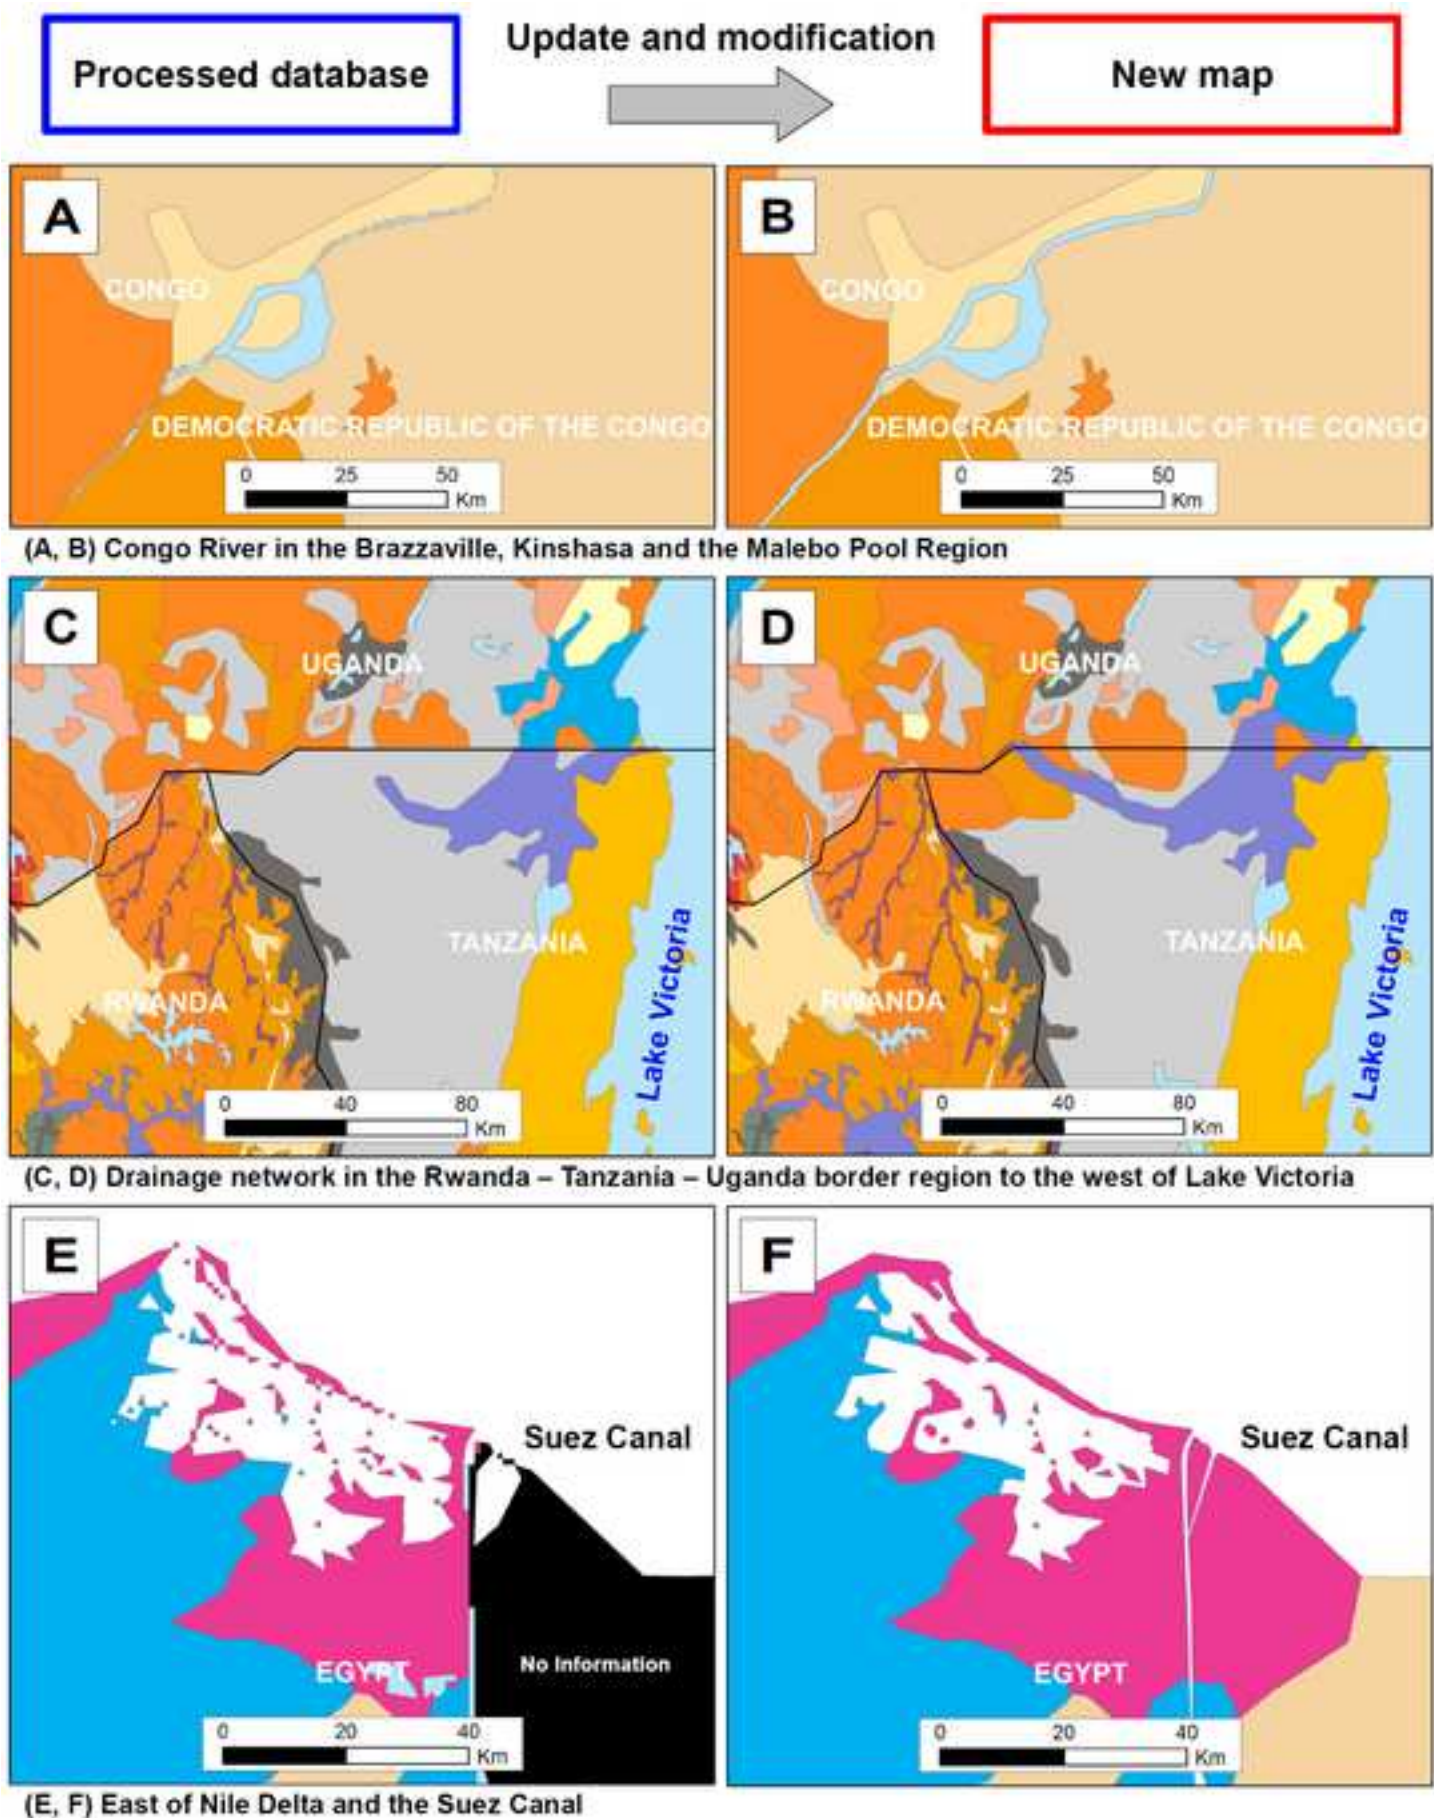 Processed database
Update and modification
New map
A
CONGO
DEMOCRATIC REPUBLIC OF THE CONGO
0 25 50
Km
B
CONGO
DEMOCRATIC REPUBLIC OF THE CONGO
0 25 50
Km
(A, B) Congo River in the Brazzaville, Kinshasa and the Malebo Pool Region
C
UGANDA
TANZANIA
RWANDA
Lake Victoria
0 40 80
Km
D
UGANDA
TANZANIA
RWANDA
Lake Victoria
0 40 80
Km
(C, D) Drainage network in the Rwanda – Tanzania – Uganda border region to the west of Lake Victoria
E
Suez Canal
No Information
EGYPT
0 20 40
Km
F
Suez Canal
EGYPT
0 20 40
Km
(E, F) East of Nile Delta and the Suez Canal